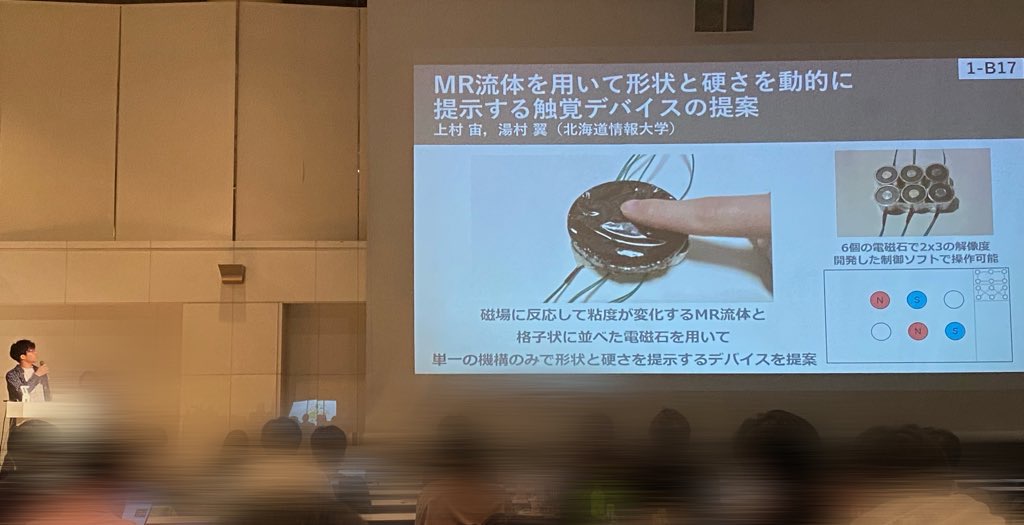 1-B17
MR流体を用いて形状と硬さを動的に
提示する触覚デバイスの提案
上村 宙，湯村 翼（北海道情報大学）
磁場に反応して粘度が変化するMR流体と
格子状に並べた電磁石を用いて
単一の機構のみで形状と硬さを提示するデバイスを提案
6個の電磁石で2x3の解像度
開発した制御ソフトで操作可能
N S
N S